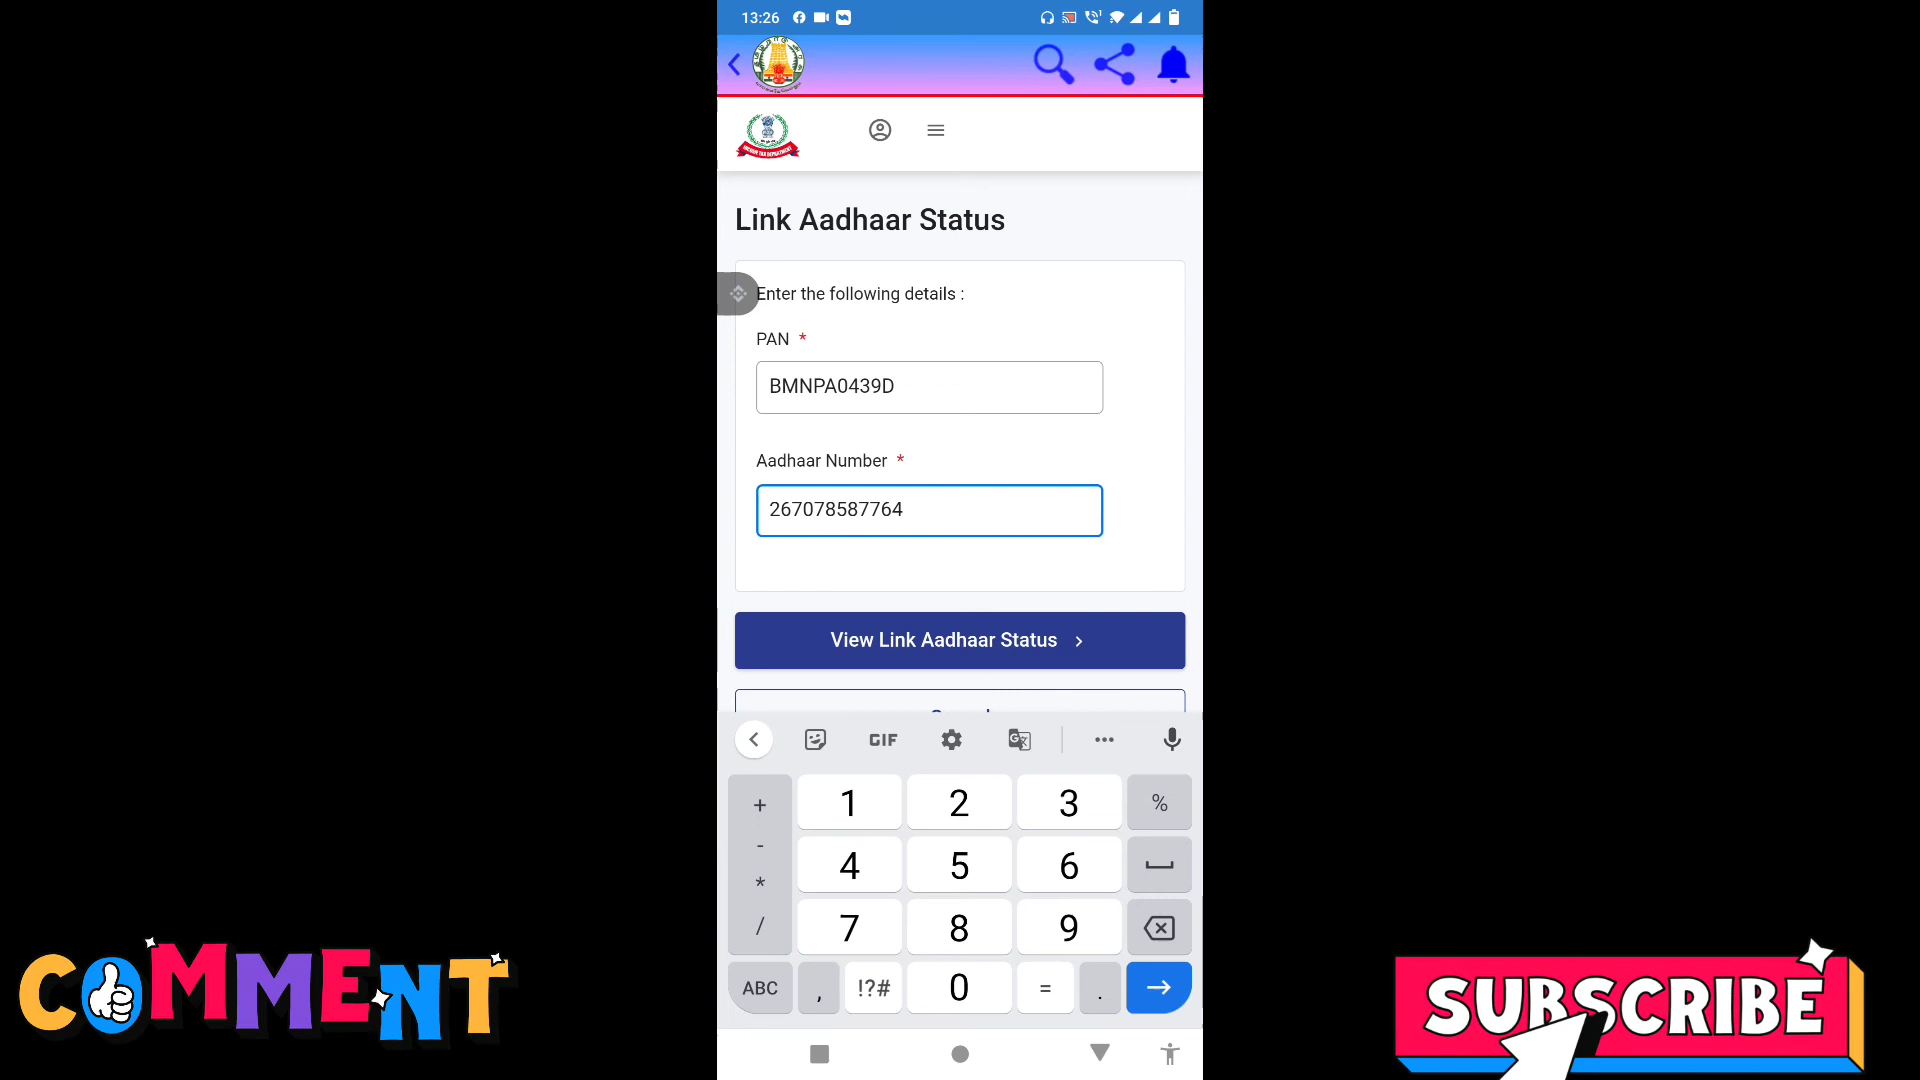 13:26
Link Aadhaar Status
Enter the following details :
PAN *
BMNPA0439D
Aadhaar Number *
267078587764
View Link Aadhaar Status >
GIF
+ 1 2 3 %
- 4 5 6
*
/ 7 8 9
ABC , !?# 0 = .
COMMENT
SUBSCRIBE